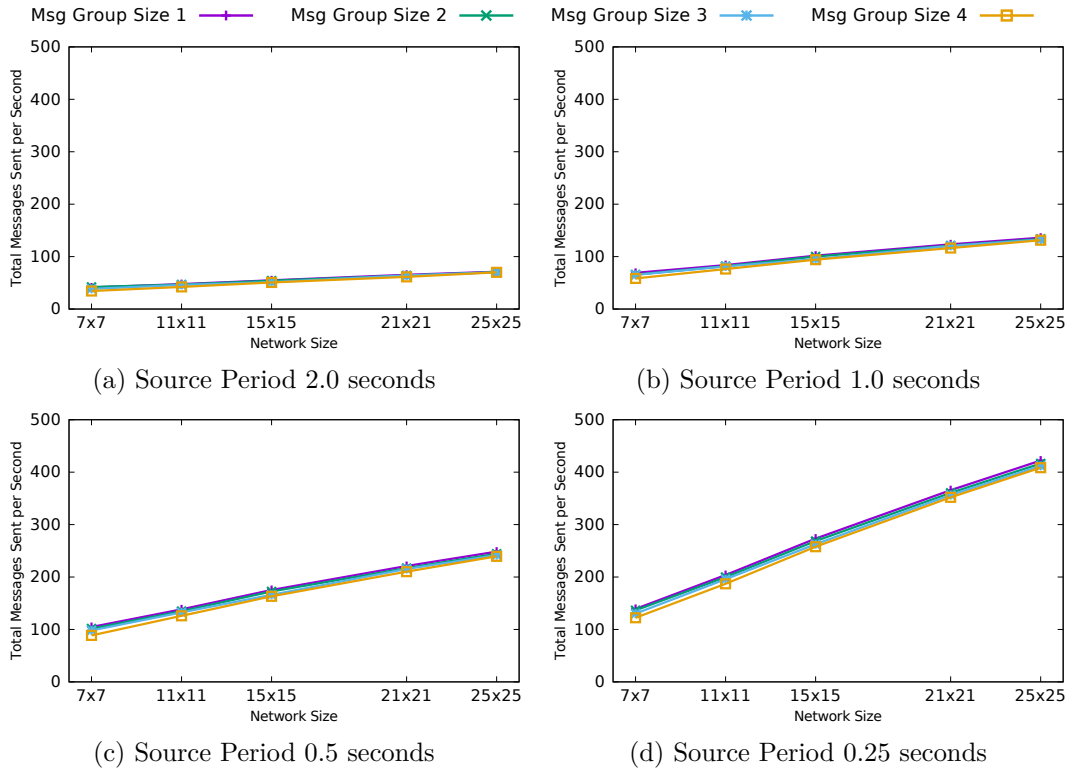 Msg Group Size 1 Msg Group Size 2 Msg Group Size 3 Msg Group Size 4
500
400
300
200
100
0
Total Messages Sent per Second
7x7 11x11 15x15 21x21 25x25
Network Size
(a) Source Period 2.0 seconds
500
400
300
200
100
0
Total Messages Sent per Second
7x7 11x11 15x15 21x21 25x25
Network Size
(b) Source Period 1.0 seconds
500
400
300
200
100
0
Total Messages Sent per Second
7x7 11x11 15x15 21x21 25x25
Network Size
(c) Source Period 0.5 seconds
500
400
300
200
100
0
Total Messages Sent per Second
7x7 11x11 15x15 21x21 25x25
Network Size
(d) Source Period 0.25 seconds